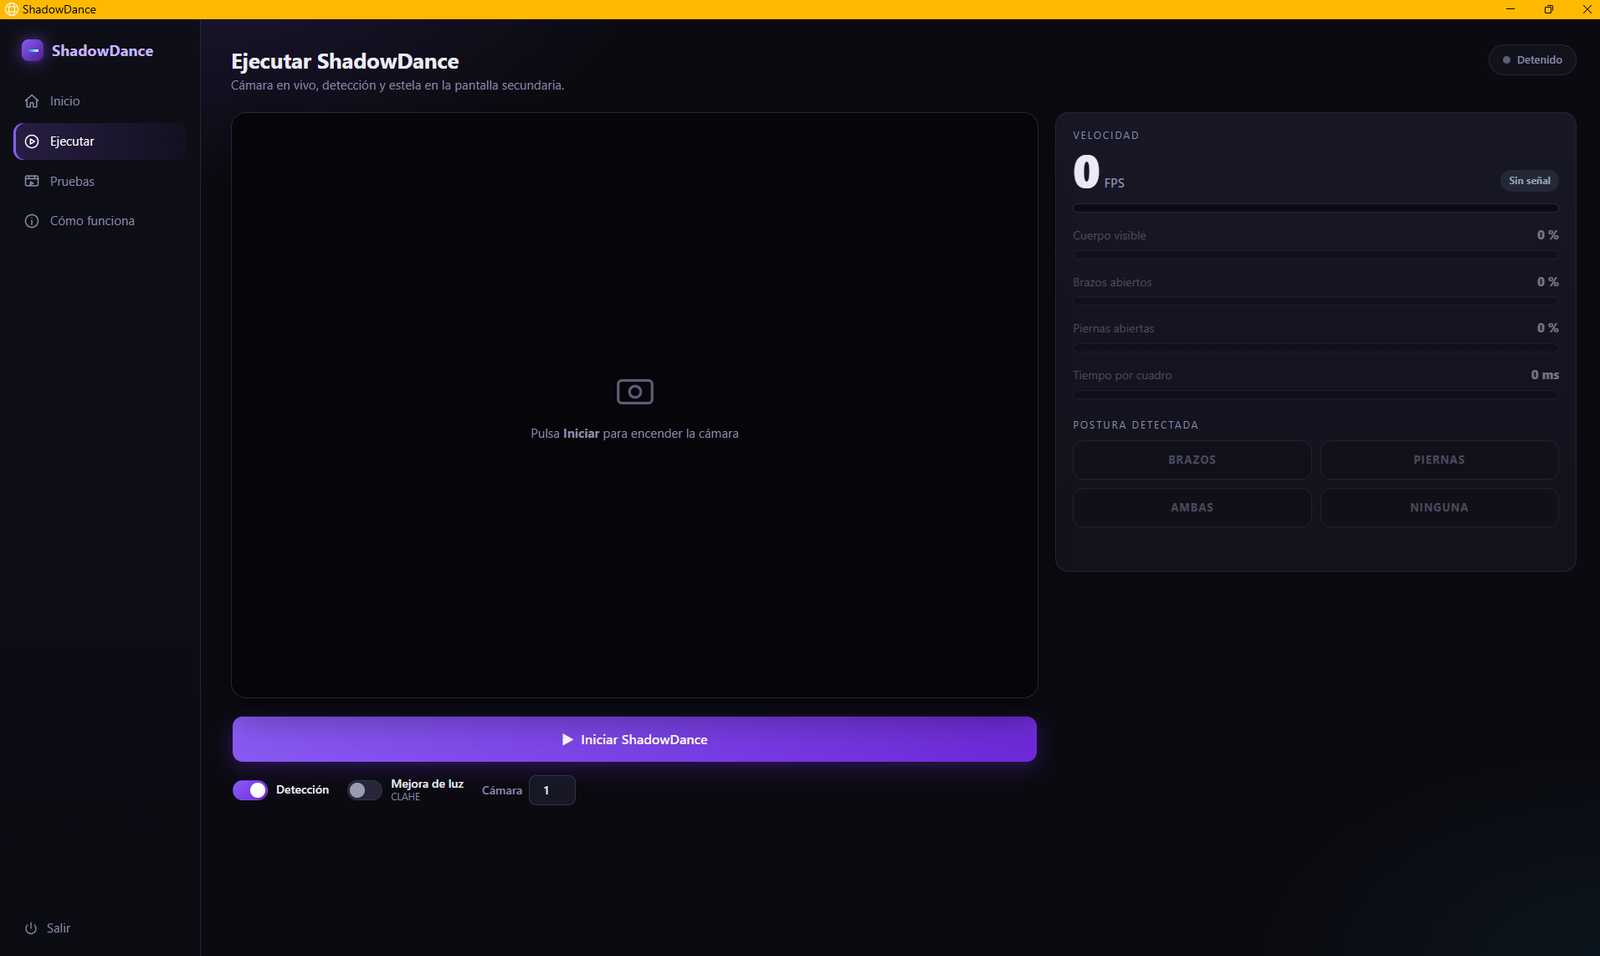 ShadowDance
ShadowDance
Inicio
Ejecutar
Pruebas
Cómo funciona
Salir
Ejecutar ShadowDance
Cámara en vivo, detección y estela en la pantalla secundaria.
Detenido
Pulsa Iniciar para encender la cámara
Iniciar ShadowDance
Detección
Mejora de luz
CLAHE
Cámara
1
VELOCIDAD
0 FPS
Sin señal
Cuerpo visible 0 %
Brazos abiertos 0 %
Piernas abiertas 0 %
Tiempo por cuadro 0 ms
POSTURA DETECTADA
BRAZOS
PIERNAS
AMBAS
NINGUNA